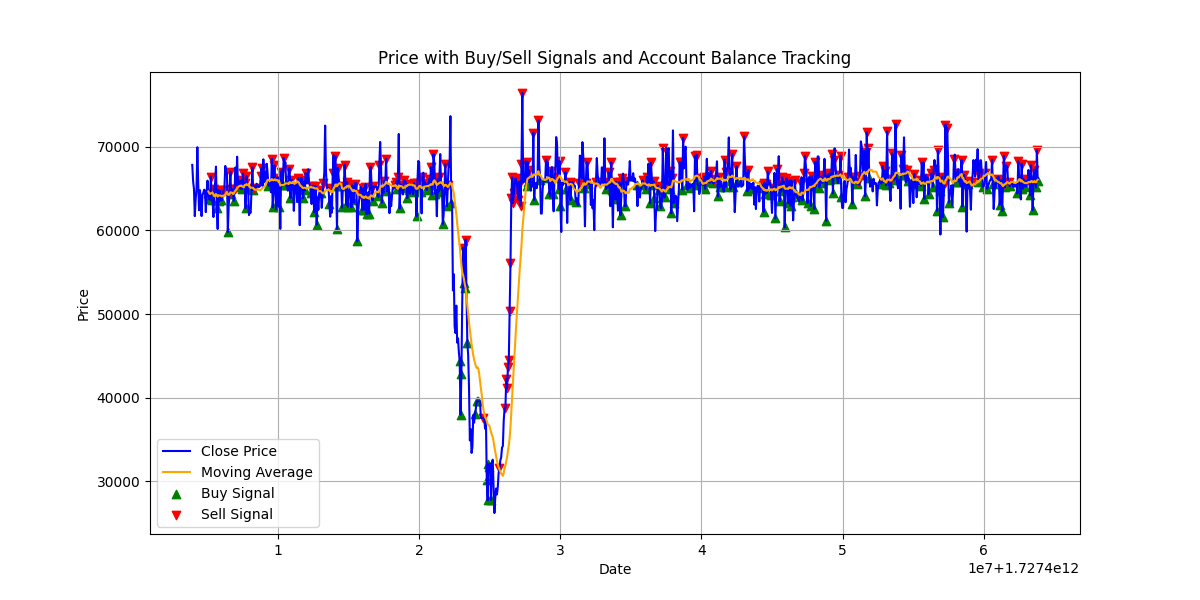 Price with Buy/Sell Signals and Account Balance Tracking
Price
70000
60000
50000
40000
30000
Close Price
Moving Average
Buy Signal
Sell Signal
1 2 3 4 5 6
Date
1e7+1.7274e12